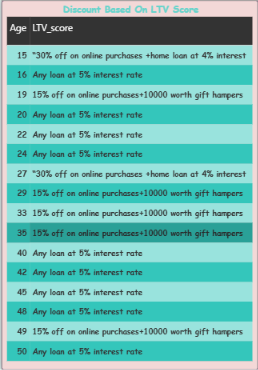 Discount Based On LTV Score
Age LTV_score
15 "30% off on online purchases +home loan at 4% interest
16 Any loan at 5% interest rate
19 15% off on online purchases+10000 worth gift hampers
20 Any loan at 5% interest rate
22 Any loan at 5% interest rate
24 Any loan at 5% interest rate
27 "30% off on online purchases +home loan at 4% interest
29 15% off on online purchases+10000 worth gift hampers
33 15% off on online purchases+10000 worth gift hampers
35 15% off on online purchases+10000 worth gift hampers
40 Any loan at 5% interest rate
42 Any loan at 5% interest rate
45 Any loan at 5% interest rate
48 Any loan at 5% interest rate
49 15% off on online purchases+10000 worth gift hampers
50 Any loan at 5% interest rate